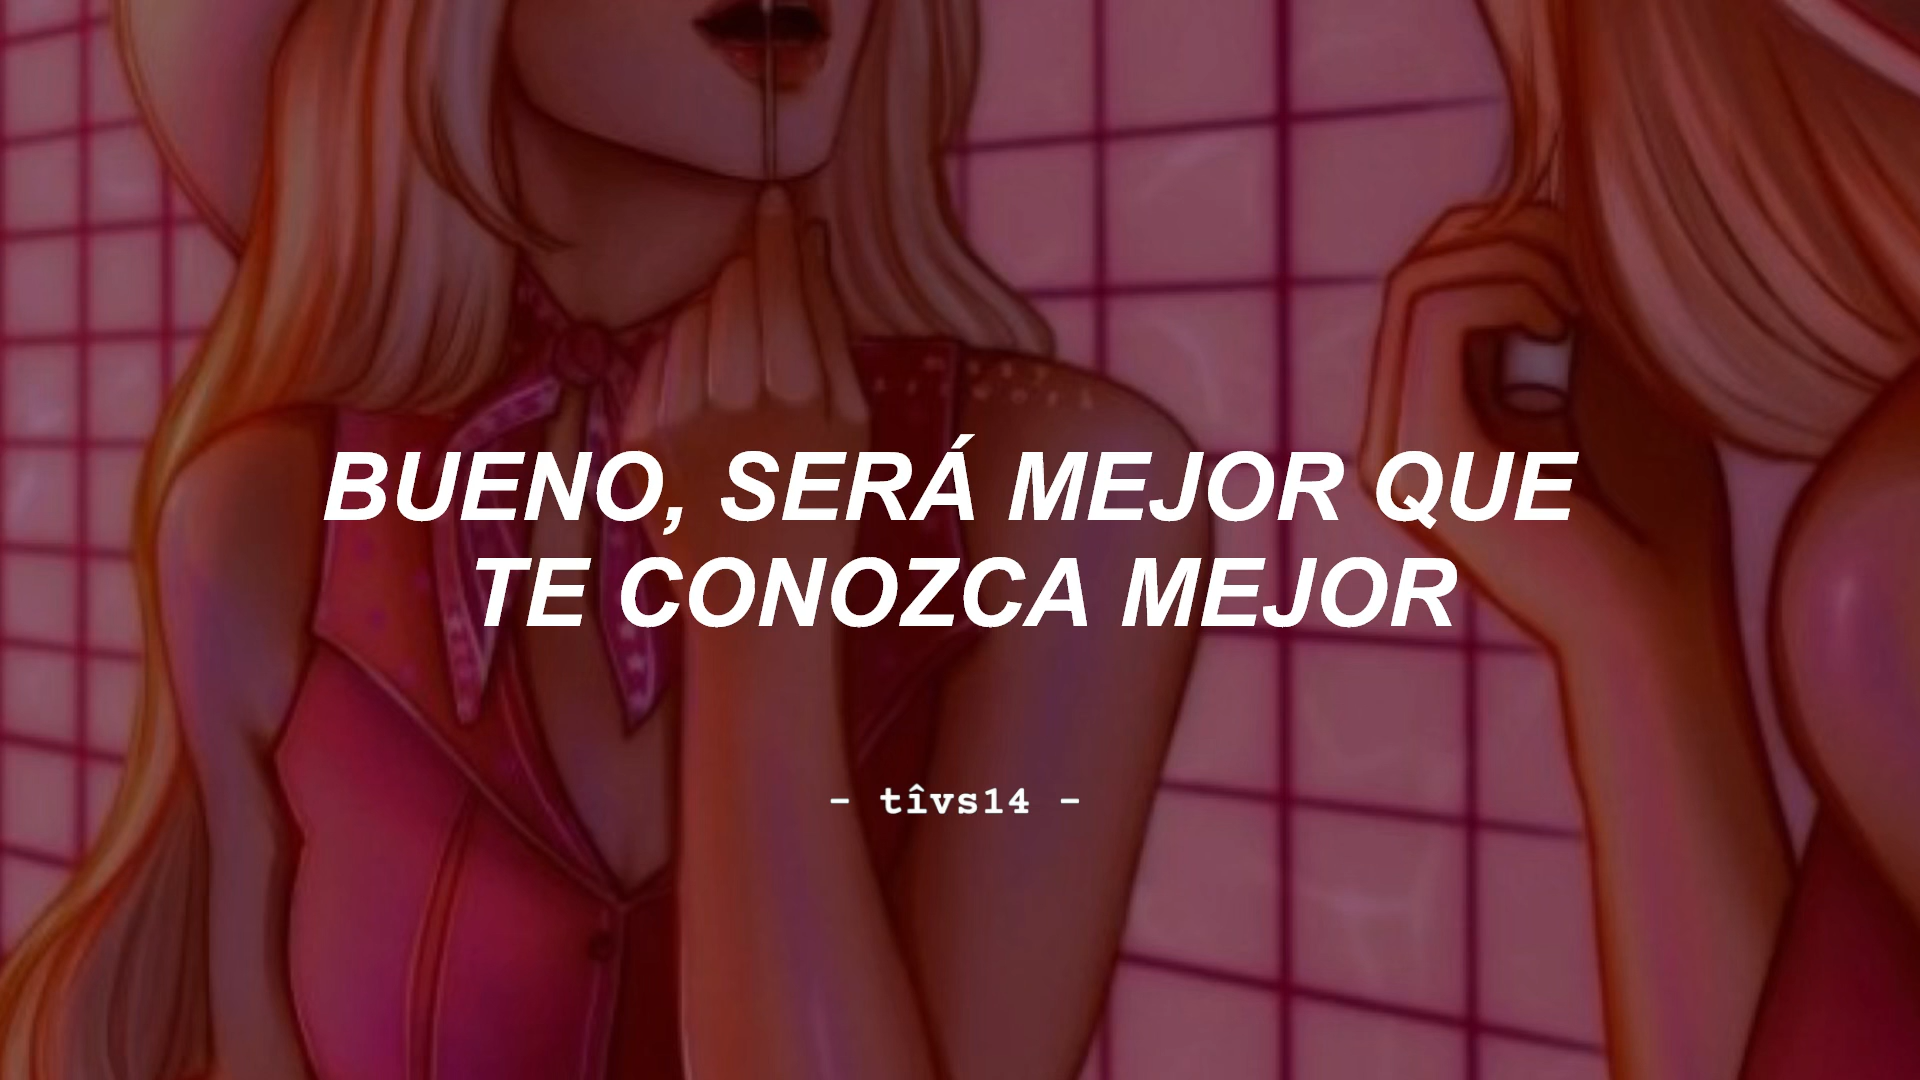 BUENO, SERÁ MEJOR QUE
TE CONOZCA MEJOR
- tîvs14 -